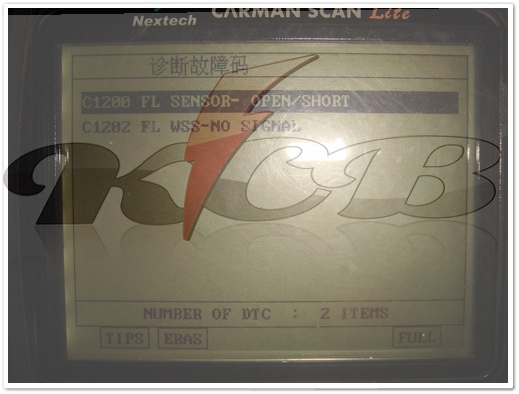 Nextech
CARMAN SCAN Lite
诊断故障码
C1200 FL SENSOR- OPEN/SHORT
C1202 FL WSS-NO SIGNAL
KCB
NUMBER OF DTC : 2 ITEMS
TIPS ERAS FULL